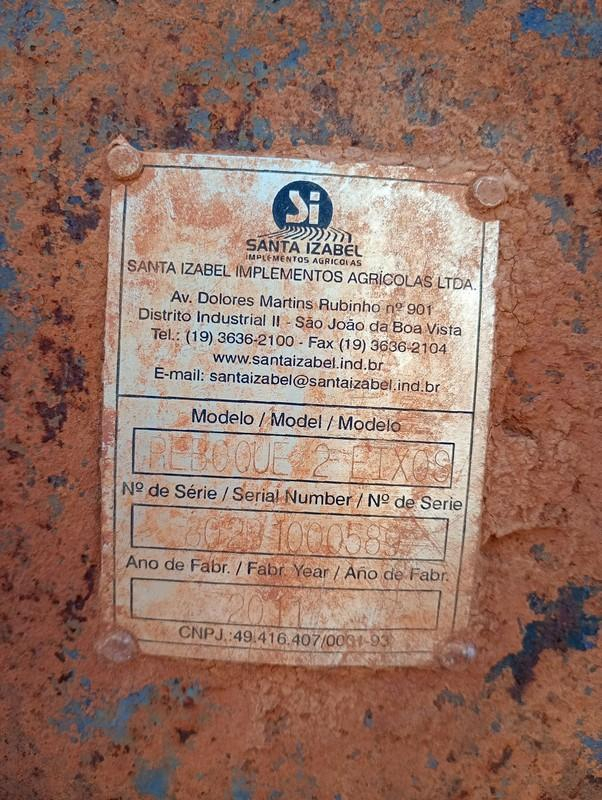 Si
SANTA IZABEL
IMPLEMENTOS AGRICOLAS
SANTA IZABEL IMPLEMENTOS AGRÍCOLAS LTDA.
Av. Dolores Martins Rubinho nº 901
Distrito Industrial II - São João da Boa Vista
Tel.: (19) 3636-2100 - Fax (19) 3636-2104
www.santaizabel.ind.br
E-mail: santaizabel@santaizabel.ind.br
Modelo / Model / Modelo
REBOQUE 2 EIXOS
Nº de Série / Serial Number / Nº de Serie
Ano de Fabr. / Fabr. Year / Año de Fabr.
2011
CNPJ.:49.416.407/0001-93